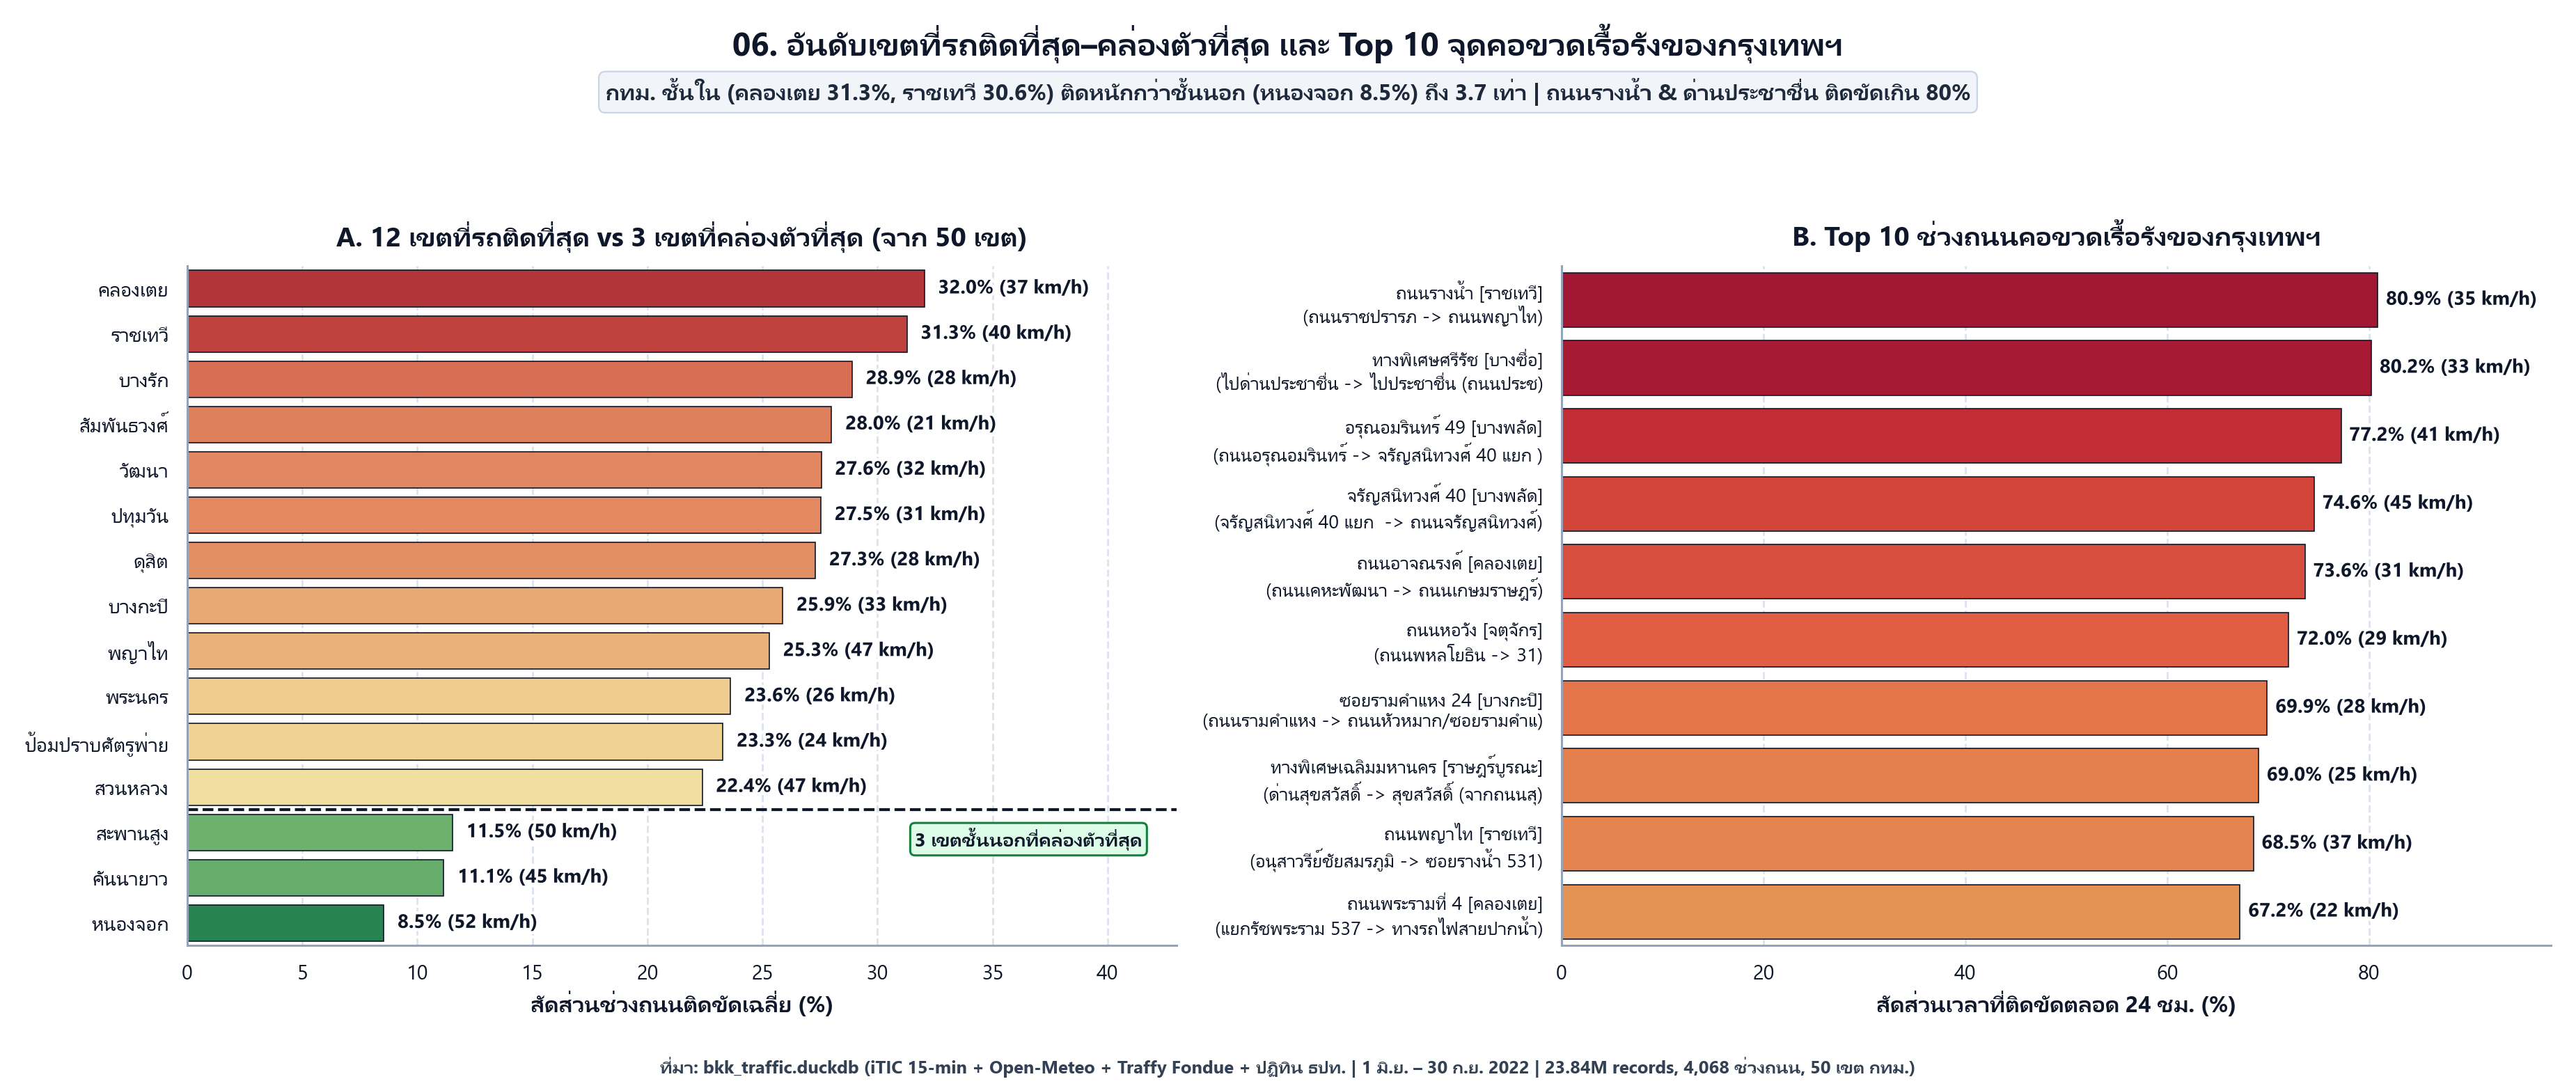 06. อันดับเขตที่รถติดที่สุด–คล่องตัวที่สุด และ Top 10 จุดคอขวดเรื้อรังของกรุงเทพฯ
กทม. ชั้นใน (คลองเตย 31.3%, ราชเทวี 30.6%) ติดหนักกว่าชั้นนอก (หนองจอก 8.5%) ถึง 3.7 เท่า | ถนนรางน้ำ & ด่านประชาชื่น ติดขัดเกิน 80%
A. 12 เขตที่รถติดที่สุด vs 3 เขตที่คล่องตัวที่สุด (จาก 50 เขต)
คลองเตย 32.0% (37 km/h)
ราชเทวี 31.3% (40 km/h)
บางรัก 28.9% (28 km/h)
สัมพันธวงศ์ 28.0% (21 km/h)
วัฒนา 27.6% (32 km/h)
ปทุมวัน 27.5% (31 km/h)
ดุสิต 27.3% (28 km/h)
บางกะปิ 25.9% (33 km/h)
พญาไท 25.3% (47 km/h)
พระนคร 23.6% (26 km/h)
ป้อมปราบศัตรูพ่าย 23.3% (24 km/h)
สวนหลวง 22.4% (47 km/h)
สะพานสูง 11.5% (50 km/h)
3 เขตชั้นนอกที่คล่องตัวที่สุด
คันนายาว 11.1% (45 km/h)
หนองจอก 8.5% (52 km/h)
0 5 10 15 20 25 30 35 40
สัดส่วนช่วงถนนติดขัดเฉลี่ย (%)
B. Top 10 ช่วงถนนคอขวดเรื้อรังของกรุงเทพฯ
ถนนรางน้ำ [ราชเทวี]
(ถนนราชปรารภ -> ถนนพญาไท)
80.9% (35 km/h)
ทางพิเศษศรีรัช [บางซื่อ]
(ไปด่านประชาชื่น -> ไปประชาชื่น (ถนนประช)
80.2% (33 km/h)
อรุณอมรินทร์ 49 [บางพลัด]
(ถนนอรุณอมรินทร์ -> จรัญสนิทวงศ์ 40 แยก )
77.2% (41 km/h)
จรัญสนิทวงศ์ 40 [บางพลัด]
(จรัญสนิทวงศ์ 40 แยก  -> ถนนจรัญสนิทวงศ์)
74.6% (45 km/h)
ถนนอาจณรงค์ [คลองเตย]
(ถนนเคหะพัฒนา -> ถนนเกษมราษฎร์)
73.6% (31 km/h)
ถนนหอวัง [จตุจักร]
(ถนนพหลโยธิน -> 31)
72.0% (29 km/h)
ซอยรามคำแหง 24 [บางกะปิ]
(ถนนรามคำแหง -> ถนนหัวหมาก/ซอยรามคำแ)
69.9% (28 km/h)
ทางพิเศษเฉลิมมหานคร [ราษฎร์บูรณะ]
(ด่านสุขสวัสดิ์ -> สุขสวัสดิ์ (จากถนนสุ)
69.0% (25 km/h)
ถนนพญาไท [ราชเทวี]
(อนุสาวรีย์ชัยสมรภูมิ -> ซอยรางน้ำ 531)
68.5% (37 km/h)
ถนนพระรามที่ 4 [คลองเตย]
(แยกรัชพระราม 537 -> ทางรถไฟสายปากน้ำ)
67.2% (22 km/h)
0 20 40 60 80
สัดส่วนเวลาที่ติดขัดตลอด 24 ชม. (%)
ที่มา: bkk_traffic.duckdb (iTIC 15-min + Open-Meteo + Traffy Fondue + ปฏิทิน ธปท. | 1 มิ.ย. – 30 ก.ย. 2022 | 23.84M records, 4,068 ช่วงถนน, 50 เขต กทม.)